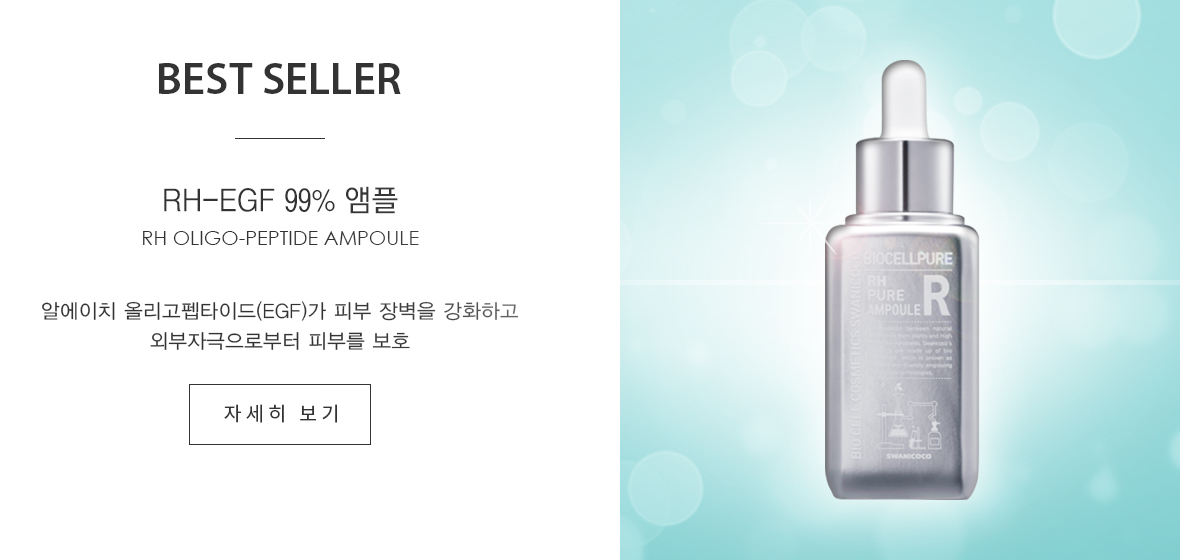 BEST SELLER
RH-EGF 99% 앰플
RH OLIGO-PEPTIDE AMPOULE
알에이치 올리고펩타이드(EGF)가 피부 장벽을 강화하고
외부자극으로부터 피부를 보호
자세히 보기
BIOCELLPURE
RH
PURE
AMPOULE
R
SWANICOCO